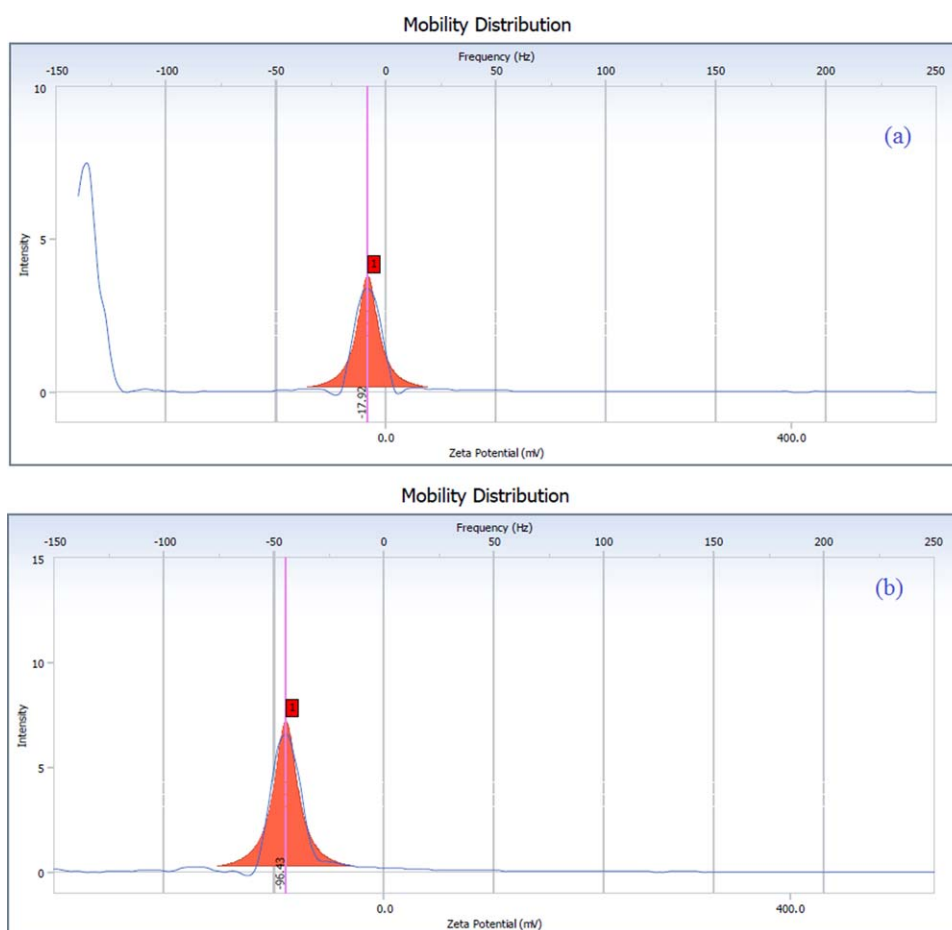 Mobility Distribution
Frequency (Hz)
-150 -100 -50 0 50 100 150 200 250
10
(a)
5
Intensity
1
0
-17.92
0.0 400.0
Zeta Potential (mV)
Mobility Distribution
Frequency (Hz)
-150 -100 -50 0 50 100 150 200 250
15
(b)
10
1
Intensity
5
0
-96.43
0.0 400.0
Zeta Potential (mV)